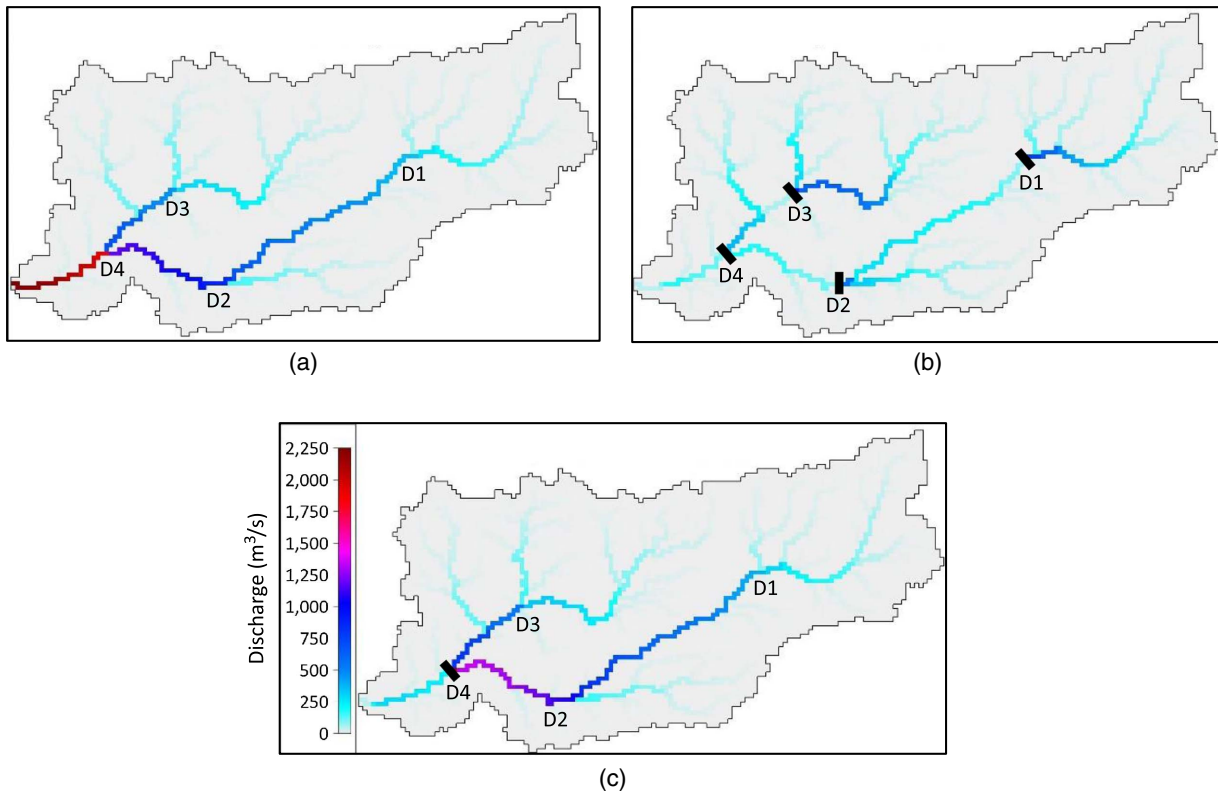 D1
D3
D4
D2
(a)
D1
D3
D4
D2
(b)
Discharge (m³/s)
2,250
2,000
1,750
1,500
1,250
1,000
750
500
250
0
D1
D3
D4
D2
(c)